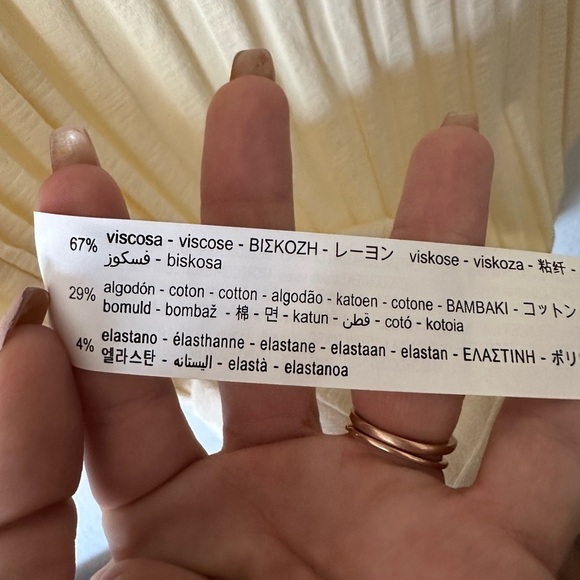 67% viscosa - viscose - ΒΙΣΚΟΖΗ - レーヨン viskose - viskoza - 粘纤 -
فسكوز - biskosa
29% algodón - coton - cotton - algodão - katoen - cotone - BAMBAKI - コットン
bomuld - bombaž - 棉 - 면 - katun - قطن - cotó - kotoia
4% elastano - élasthanne - elastane - elastaan - elastan - ΕΛΑΣΤΙΝΗ - ポリ
엘라스탄 - اليستانه - elastà - elastanoa